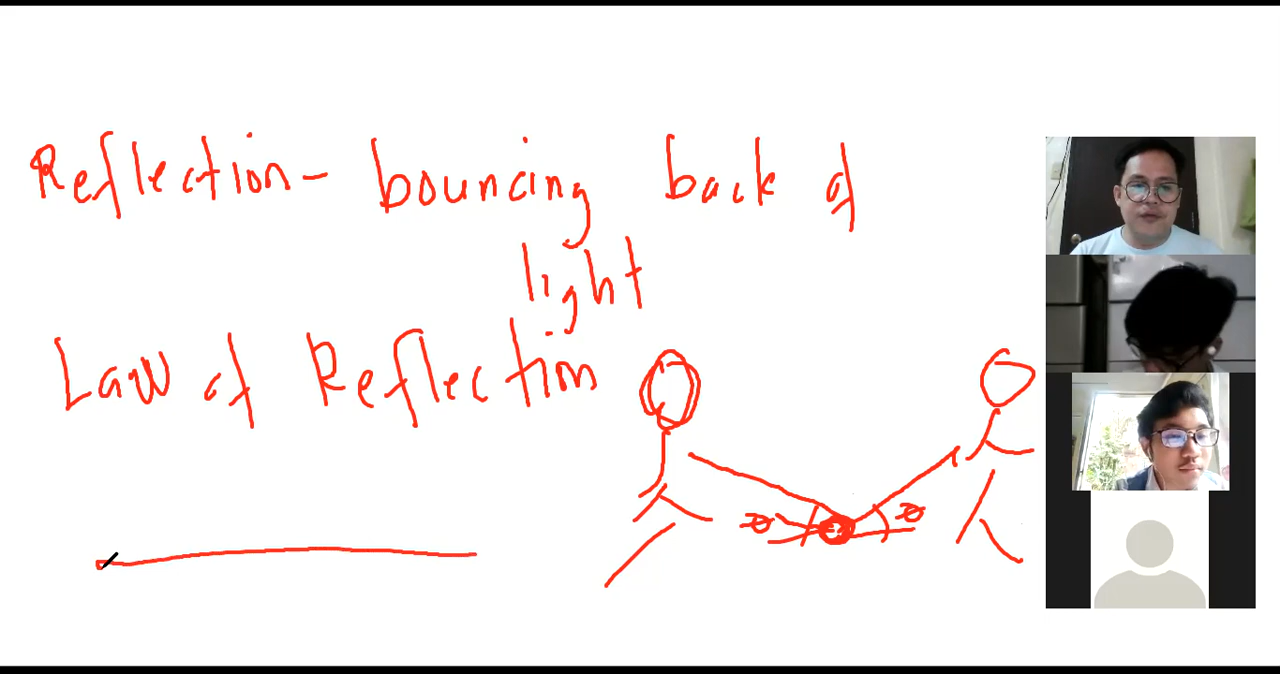 Reflection - bouncing back of
light
Law of Reflection
θ θ